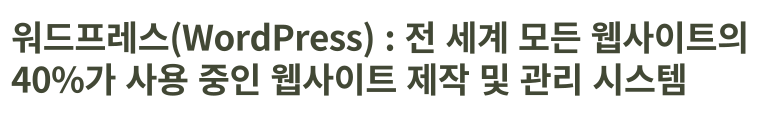 워드프레스(WordPress) : 전 세계 모든 웹사이트의
40%가 사용 중인 웹사이트 제작 및 관리 시스템